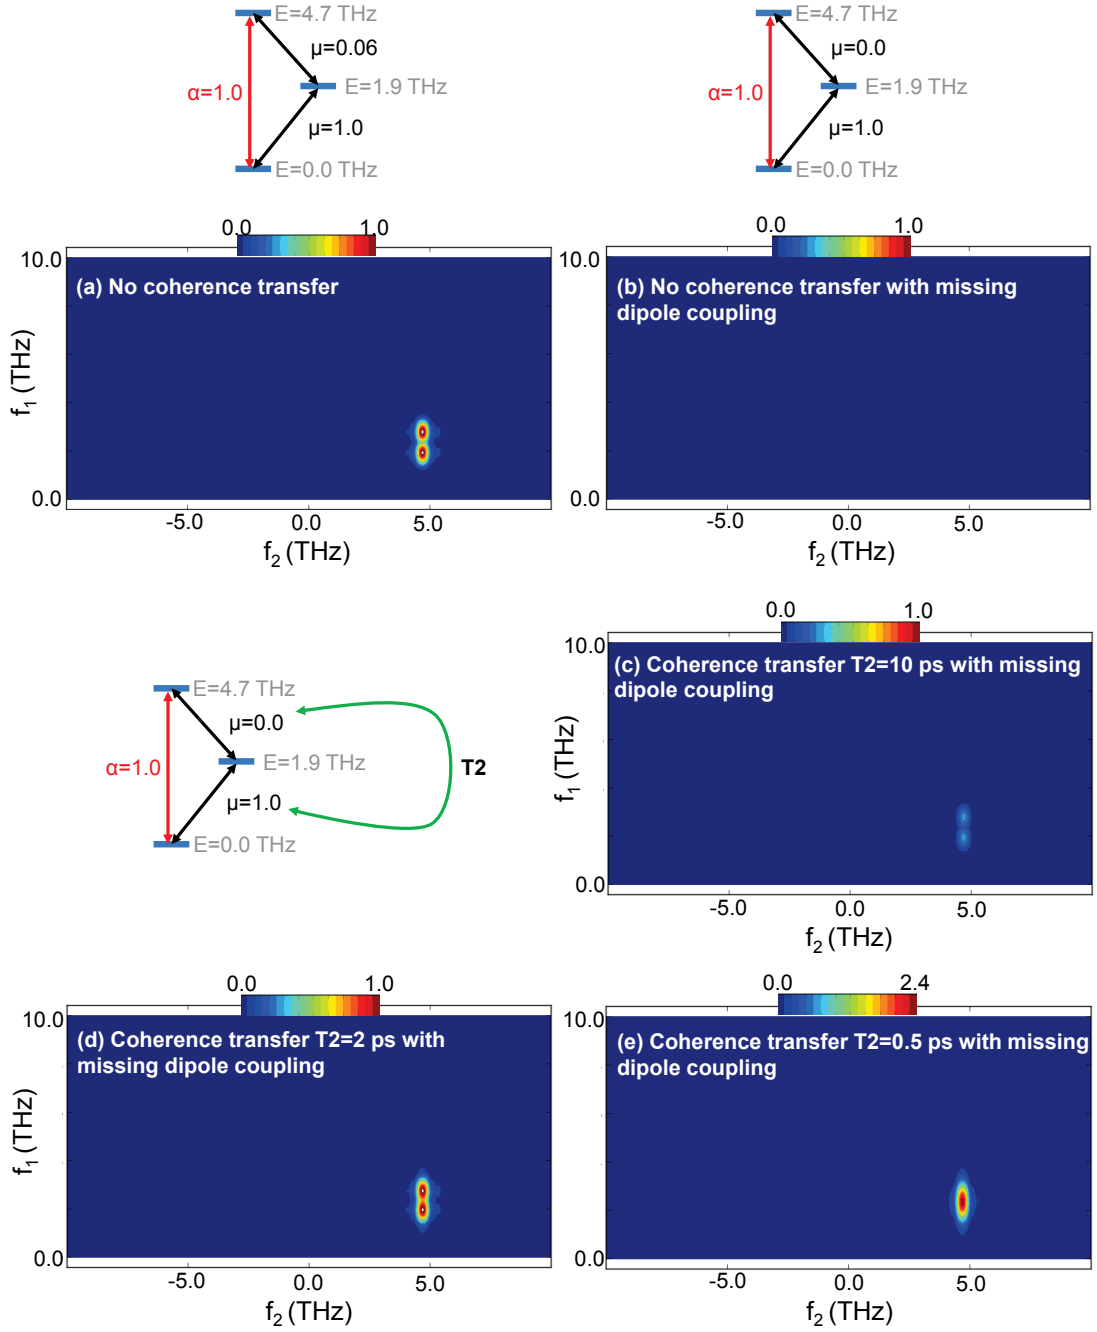 E=4.7 THz
μ=0.06
E=1.9 THz
α=1.0
μ=1.0
E=0.0 THz
E=4.7 THz
μ=0.0
E=1.9 THz
α=1.0
μ=1.0
E=0.0 THz
0.0 1.0
10.0
(a) No coherence transfer
f₁ (THz)
0.0
-5.0 0.0 5.0
f₂ (THz)
0.0 1.0
10.0
(b) No coherence transfer with missing
dipole coupling
0.0
-5.0 0.0 5.0
f₂ (THz)
E=4.7 THz
μ=0.0
E=1.9 THz
α=1.0
T2
μ=1.0
E=0.0 THz
0.0 1.0
10.0
(c) Coherence transfer T2=10 ps with missing
dipole coupling
f₁ (THz)
0.0
-5.0 0.0 5.0
f₂ (THz)
0.0 1.0
10.0
(d) Coherence transfer T2=2 ps with
missing dipole coupling
f₁ (THz)
0.0
-5.0 0.0 5.0
f₂ (THz)
0.0 2.4
10.0
(e) Coherence transfer T2=0.5 ps with missing
dipole coupling
0.0
-5.0 0.0 5.0
f₂ (THz)